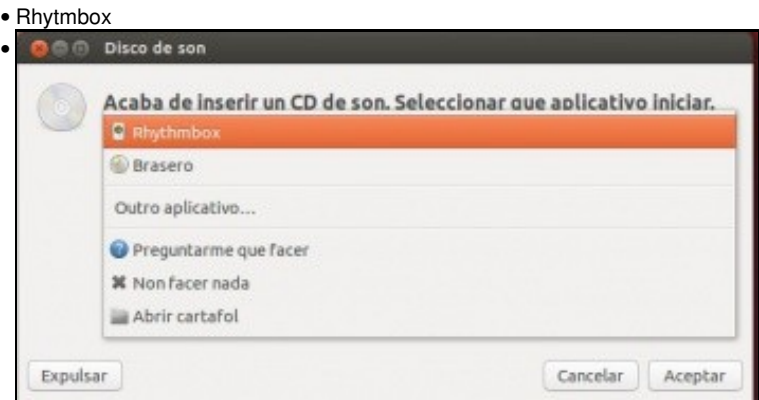 • Rhytmbox
•
Disco de son
Acaba de inserir un CD de son. Seleccionar que aplicativo iniciar.
Rhythmbox
Brasero
Outro aplicativo...
Preguntarme que facer
Non facer nada
Abrir cartafol
Expulsar Cancelar Aceptar